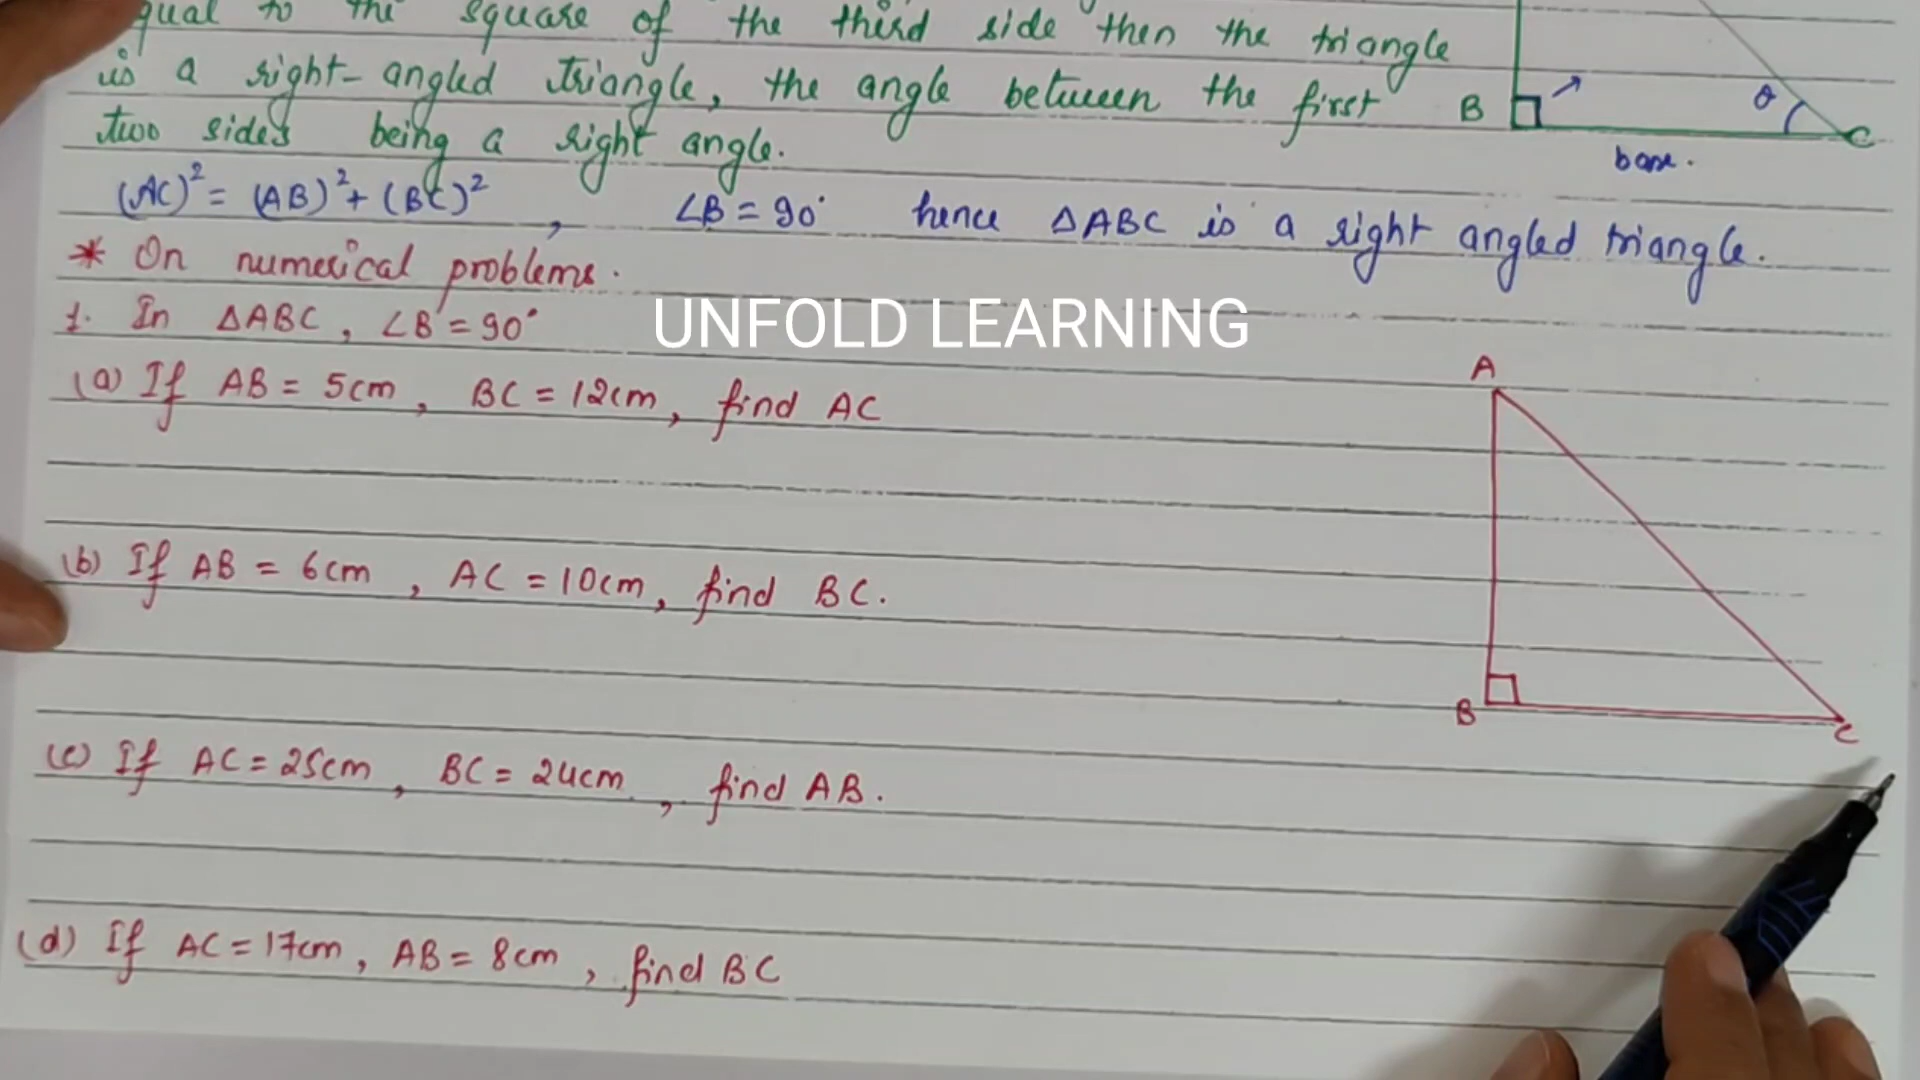 qual to the square of the third side then the triangle
is a right-angled triangle, the angle between the first
two sides being a right angle.
B
θ
C
base.
(AC)² = (AB)² + (BC)² , ∠B = 90° hence ΔABC is a right angled triangle.
* On numerical problems.
1. In ΔABC, ∠B = 90°
UNFOLD LEARNING
(a) If AB = 5cm, BC = 12cm, find AC
A
(b) If AB = 6cm, AC = 10cm, find BC.
B
C
(c) If AC = 25cm, BC = 24cm, find AB.
(d) If AC = 17cm, AB = 8cm, find BC